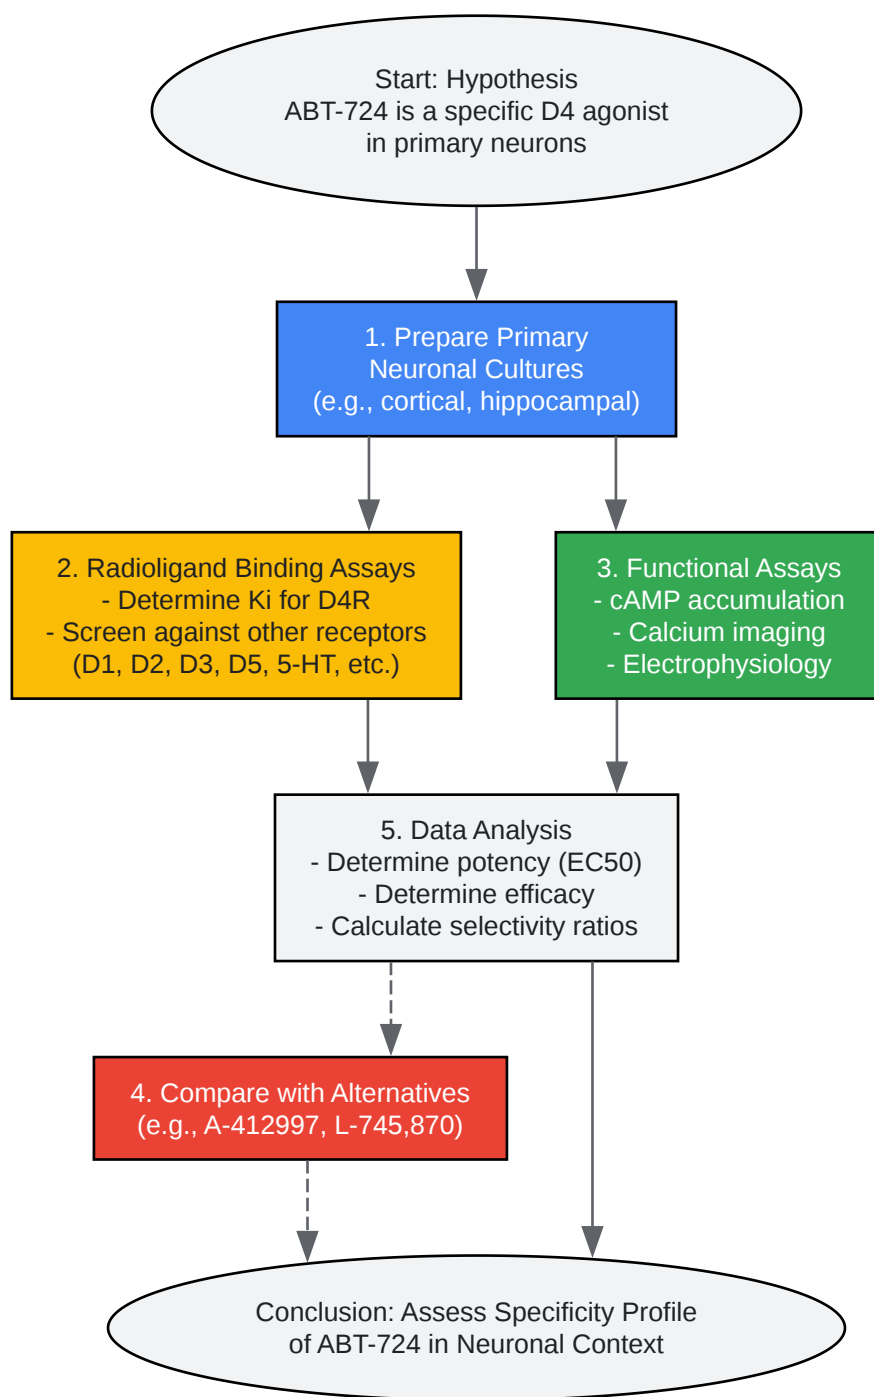 Start: Hypothesis
ABT-724 is a specific D4 agonist
in primary neurons
1. Prepare Primary
Neuronal Cultures
(e.g., cortical, hippocampal)
2. Radioligand Binding Assays
- Determine Ki for D4R
- Screen against other receptors
(D1, D2, D3, D5, 5-HT, etc.)
3. Functional Assays
- cAMP accumulation
- Calcium imaging
- Electrophysiology
5. Data Analysis
- Determine potency (EC50)
- Determine efficacy
- Calculate selectivity ratios
4. Compare with Alternatives
(e.g., A-412997, L-745,870)
Conclusion: Assess Specificity Profile
of ABT-724 in Neuronal Context